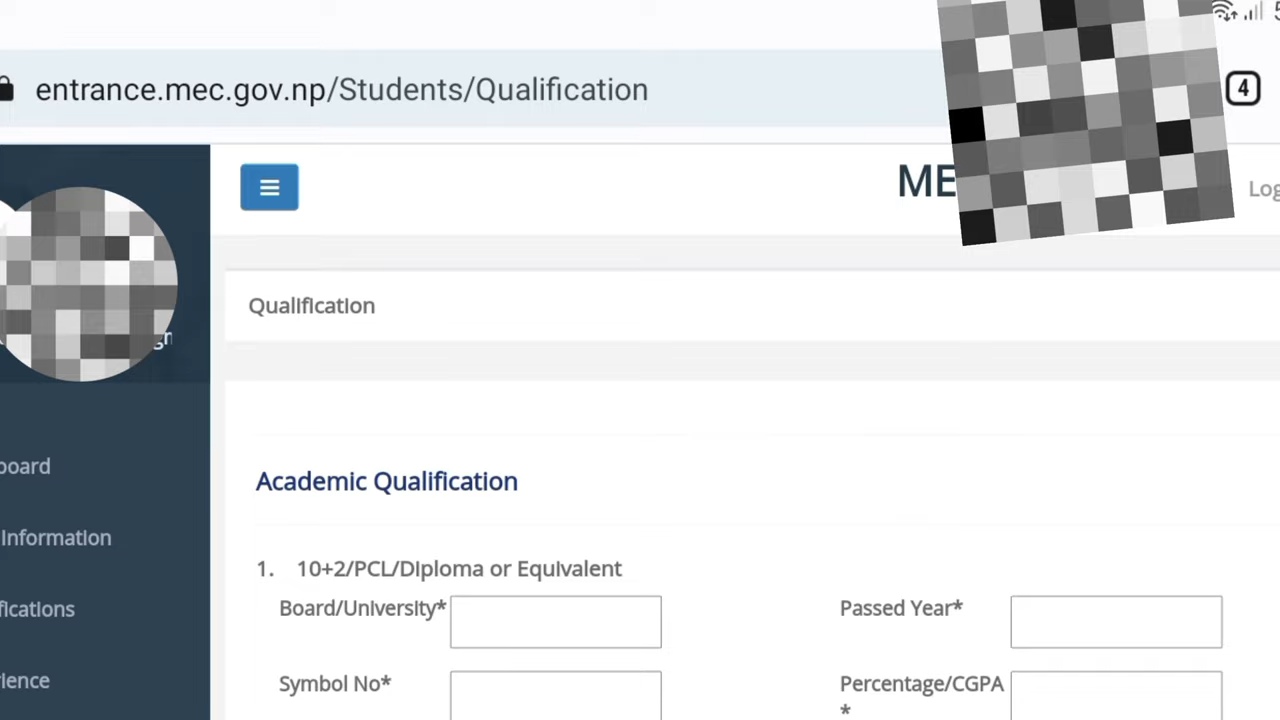 entrance.mec.gov.np/Students/Qualification
4
Qualification
Academic Qualification
1. 10+2/PCL/Diploma or Equivalent
Board/University*
Passed Year*
Symbol No*
Percentage/CGPA
*
Information